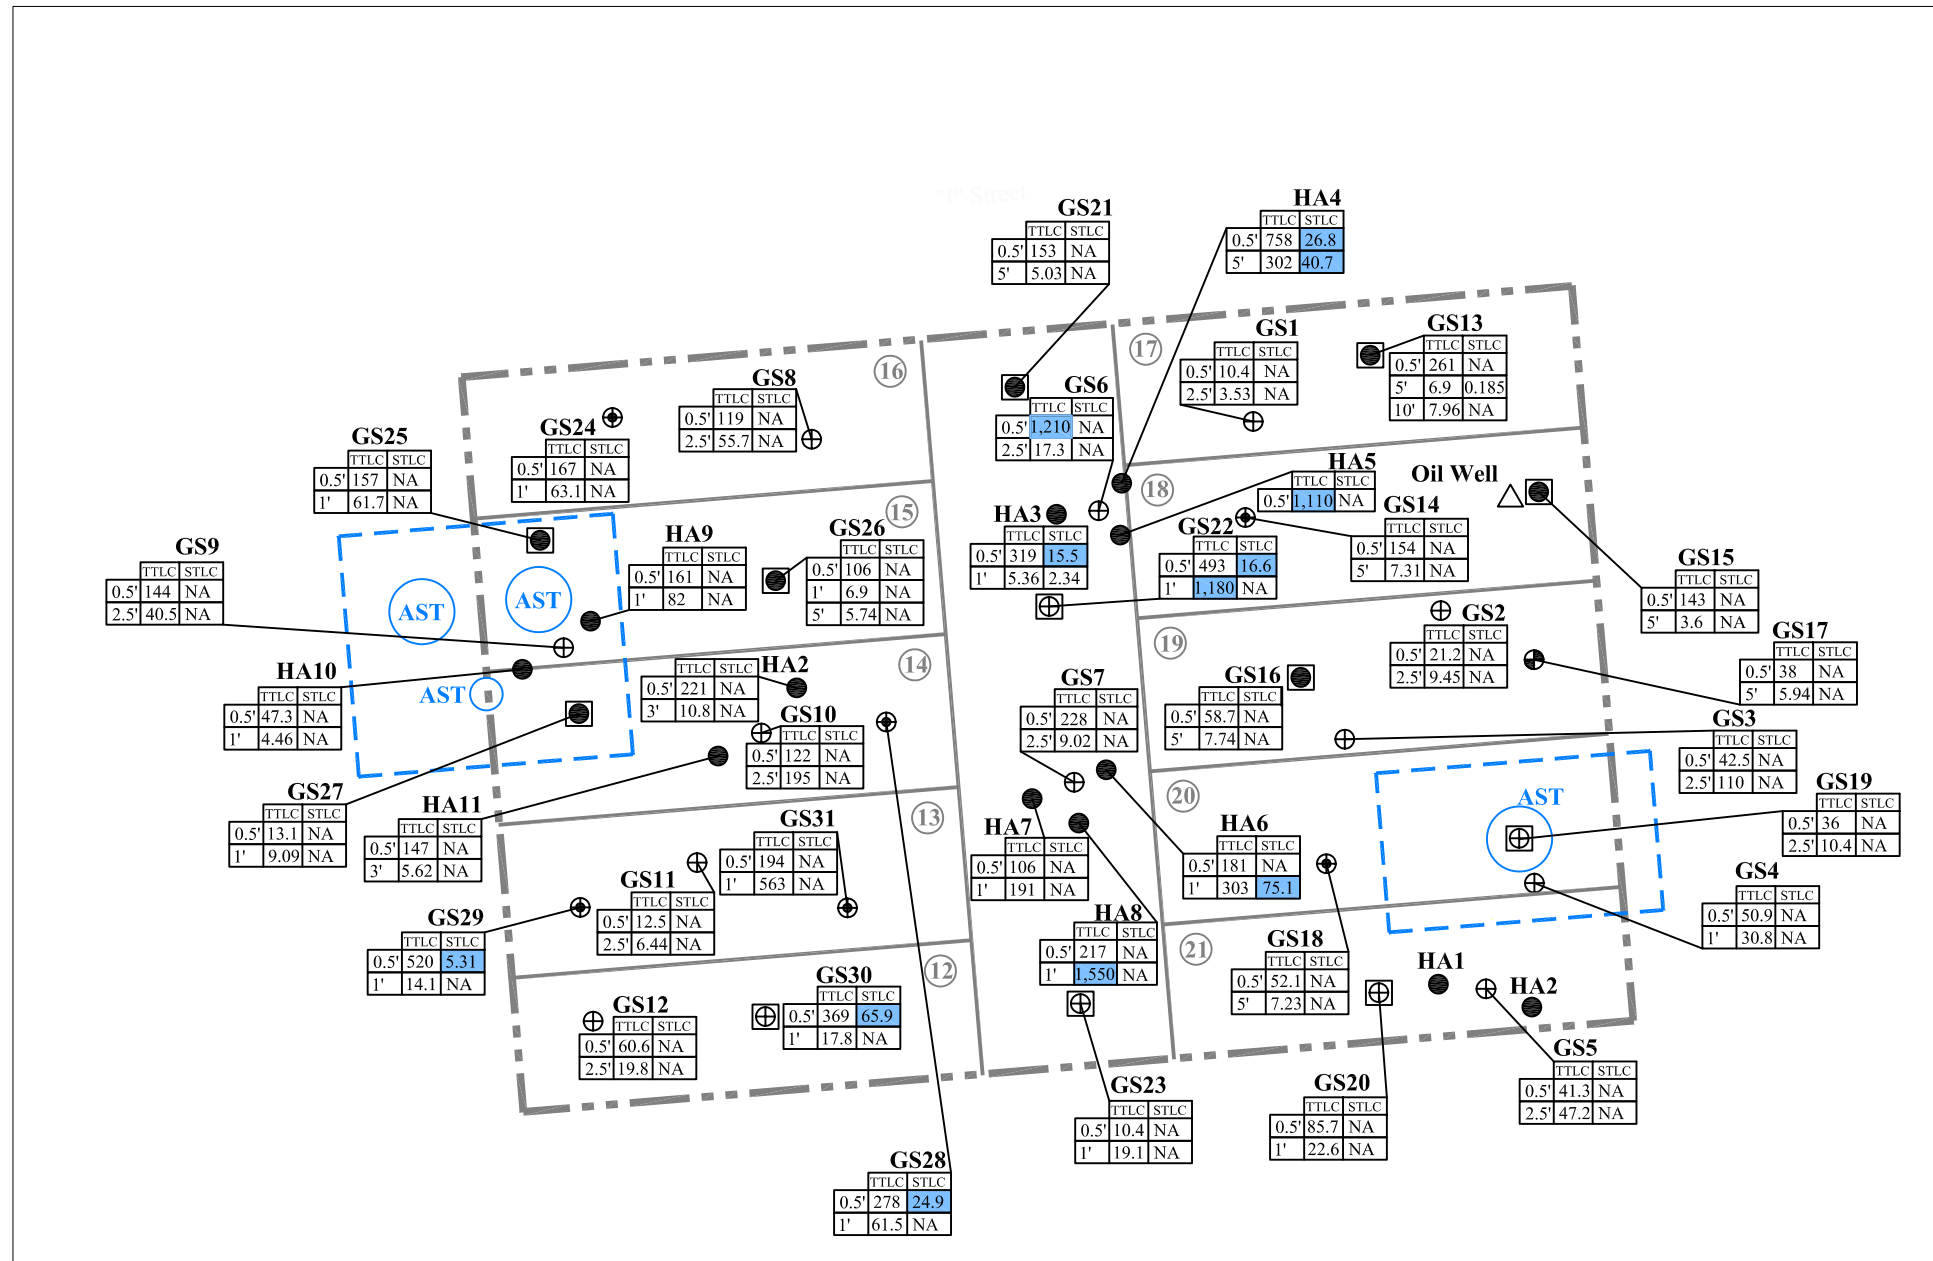 "I" Street
HA4
TTLC STLC
0.5' 758 26.8
5' 302 40.7
GS21
TTLC STLC
0.5' 153 NA
5' 5.03 NA
GS1
TTLC STLC
0.5' 10.4 NA
2.5' 3.53 NA
GS13
TTLC STLC
0.5' 261 NA
5' 6.9 0.185
10' 7.96 NA
17
16
GS8
TTLC STLC
0.5' 119 NA
2.5' 55.7 NA
GS6
TTLC STLC
0.5' 1,210 NA
2.5' 17.3 NA
GS24
TTLC STLC
0.5' 167 NA
1' 63.1 NA
GS25
TTLC STLC
0.5' 157 NA
1' 61.7 NA
HA5
TTLC STLC
0.5' 1,110 NA
Oil Well
18
15
GS14
TTLC STLC
0.5' 154 NA
5' 7.31 NA
HA3
TTLC STLC
0.5' 319 15.5
1' 5.36 2.34
GS22
TTLC STLC
0.5' 493 16.6
1' 1,180 NA
GS26
TTLC STLC
0.5' 106 NA
1' 6.9 NA
5' 5.74 NA
HA9
TTLC STLC
0.5' 161 NA
1' 82 NA
GS9
TTLC STLC
0.5' 144 NA
2.5' 40.5 NA
AST
AST
GS15
TTLC STLC
0.5' 143 NA
5' 3.6 NA
GS2
TTLC STLC
0.5' 21.2 NA
2.5' 9.45 NA
GS17
TTLC STLC
0.5' 38 NA
5' 5.94 NA
19
14
HA2
TTLC STLC
0.5' 221 NA
3' 10.8 NA
HA10
TTLC STLC
0.5' 47.3 NA
1' 4.46 NA
AST
GS7
TTLC STLC
0.5' 228 NA
2.5' 9.02 NA
GS16
TTLC STLC
0.5' 58.7 NA
5' 7.74 NA
GS10
TTLC STLC
0.5' 122 NA
2.5' 195 NA
GS3
TTLC STLC
0.5' 42.5 NA
2.5' 110 NA
GS19
TTLC STLC
0.5' 36 NA
2.5' 10.4 NA
AST
20
13
GS27
TTLC STLC
0.5' 13.1 NA
1' 9.09 NA
HA11
TTLC STLC
0.5' 147 NA
3' 5.62 NA
GS31
TTLC STLC
0.5' 194 NA
1' 563 NA
HA7
TTLC STLC
0.5' 106 NA
1' 191 NA
HA6
TTLC STLC
0.5' 181 NA
1' 303 75.1
GS11
TTLC STLC
0.5' 12.5 NA
2.5' 6.44 NA
GS4
TTLC STLC
0.5' 50.9 NA
1' 30.8 NA
GS29
TTLC STLC
0.5' 520 5.31
1' 14.1 NA
HA8
TTLC STLC
0.5' 217 NA
1' 1,550 NA
21
12
GS18
TTLC STLC
0.5' 52.1 NA
5' 7.23 NA
HA1
HA2
GS30
TTLC STLC
0.5' 369 65.9
1' 17.8 NA
GS12
TTLC STLC
0.5' 60.6 NA
2.5' 19.8 NA
GS5
TTLC STLC
0.5' 41.3 NA
2.5' 47.2 NA
GS23
TTLC STLC
0.5' 10.4 NA
1' 19.1 NA
GS20
TTLC STLC
0.5' 85.7 NA
1' 22.6 NA
GS28
TTLC STLC
0.5' 278 24.9
1' 61.5 NA